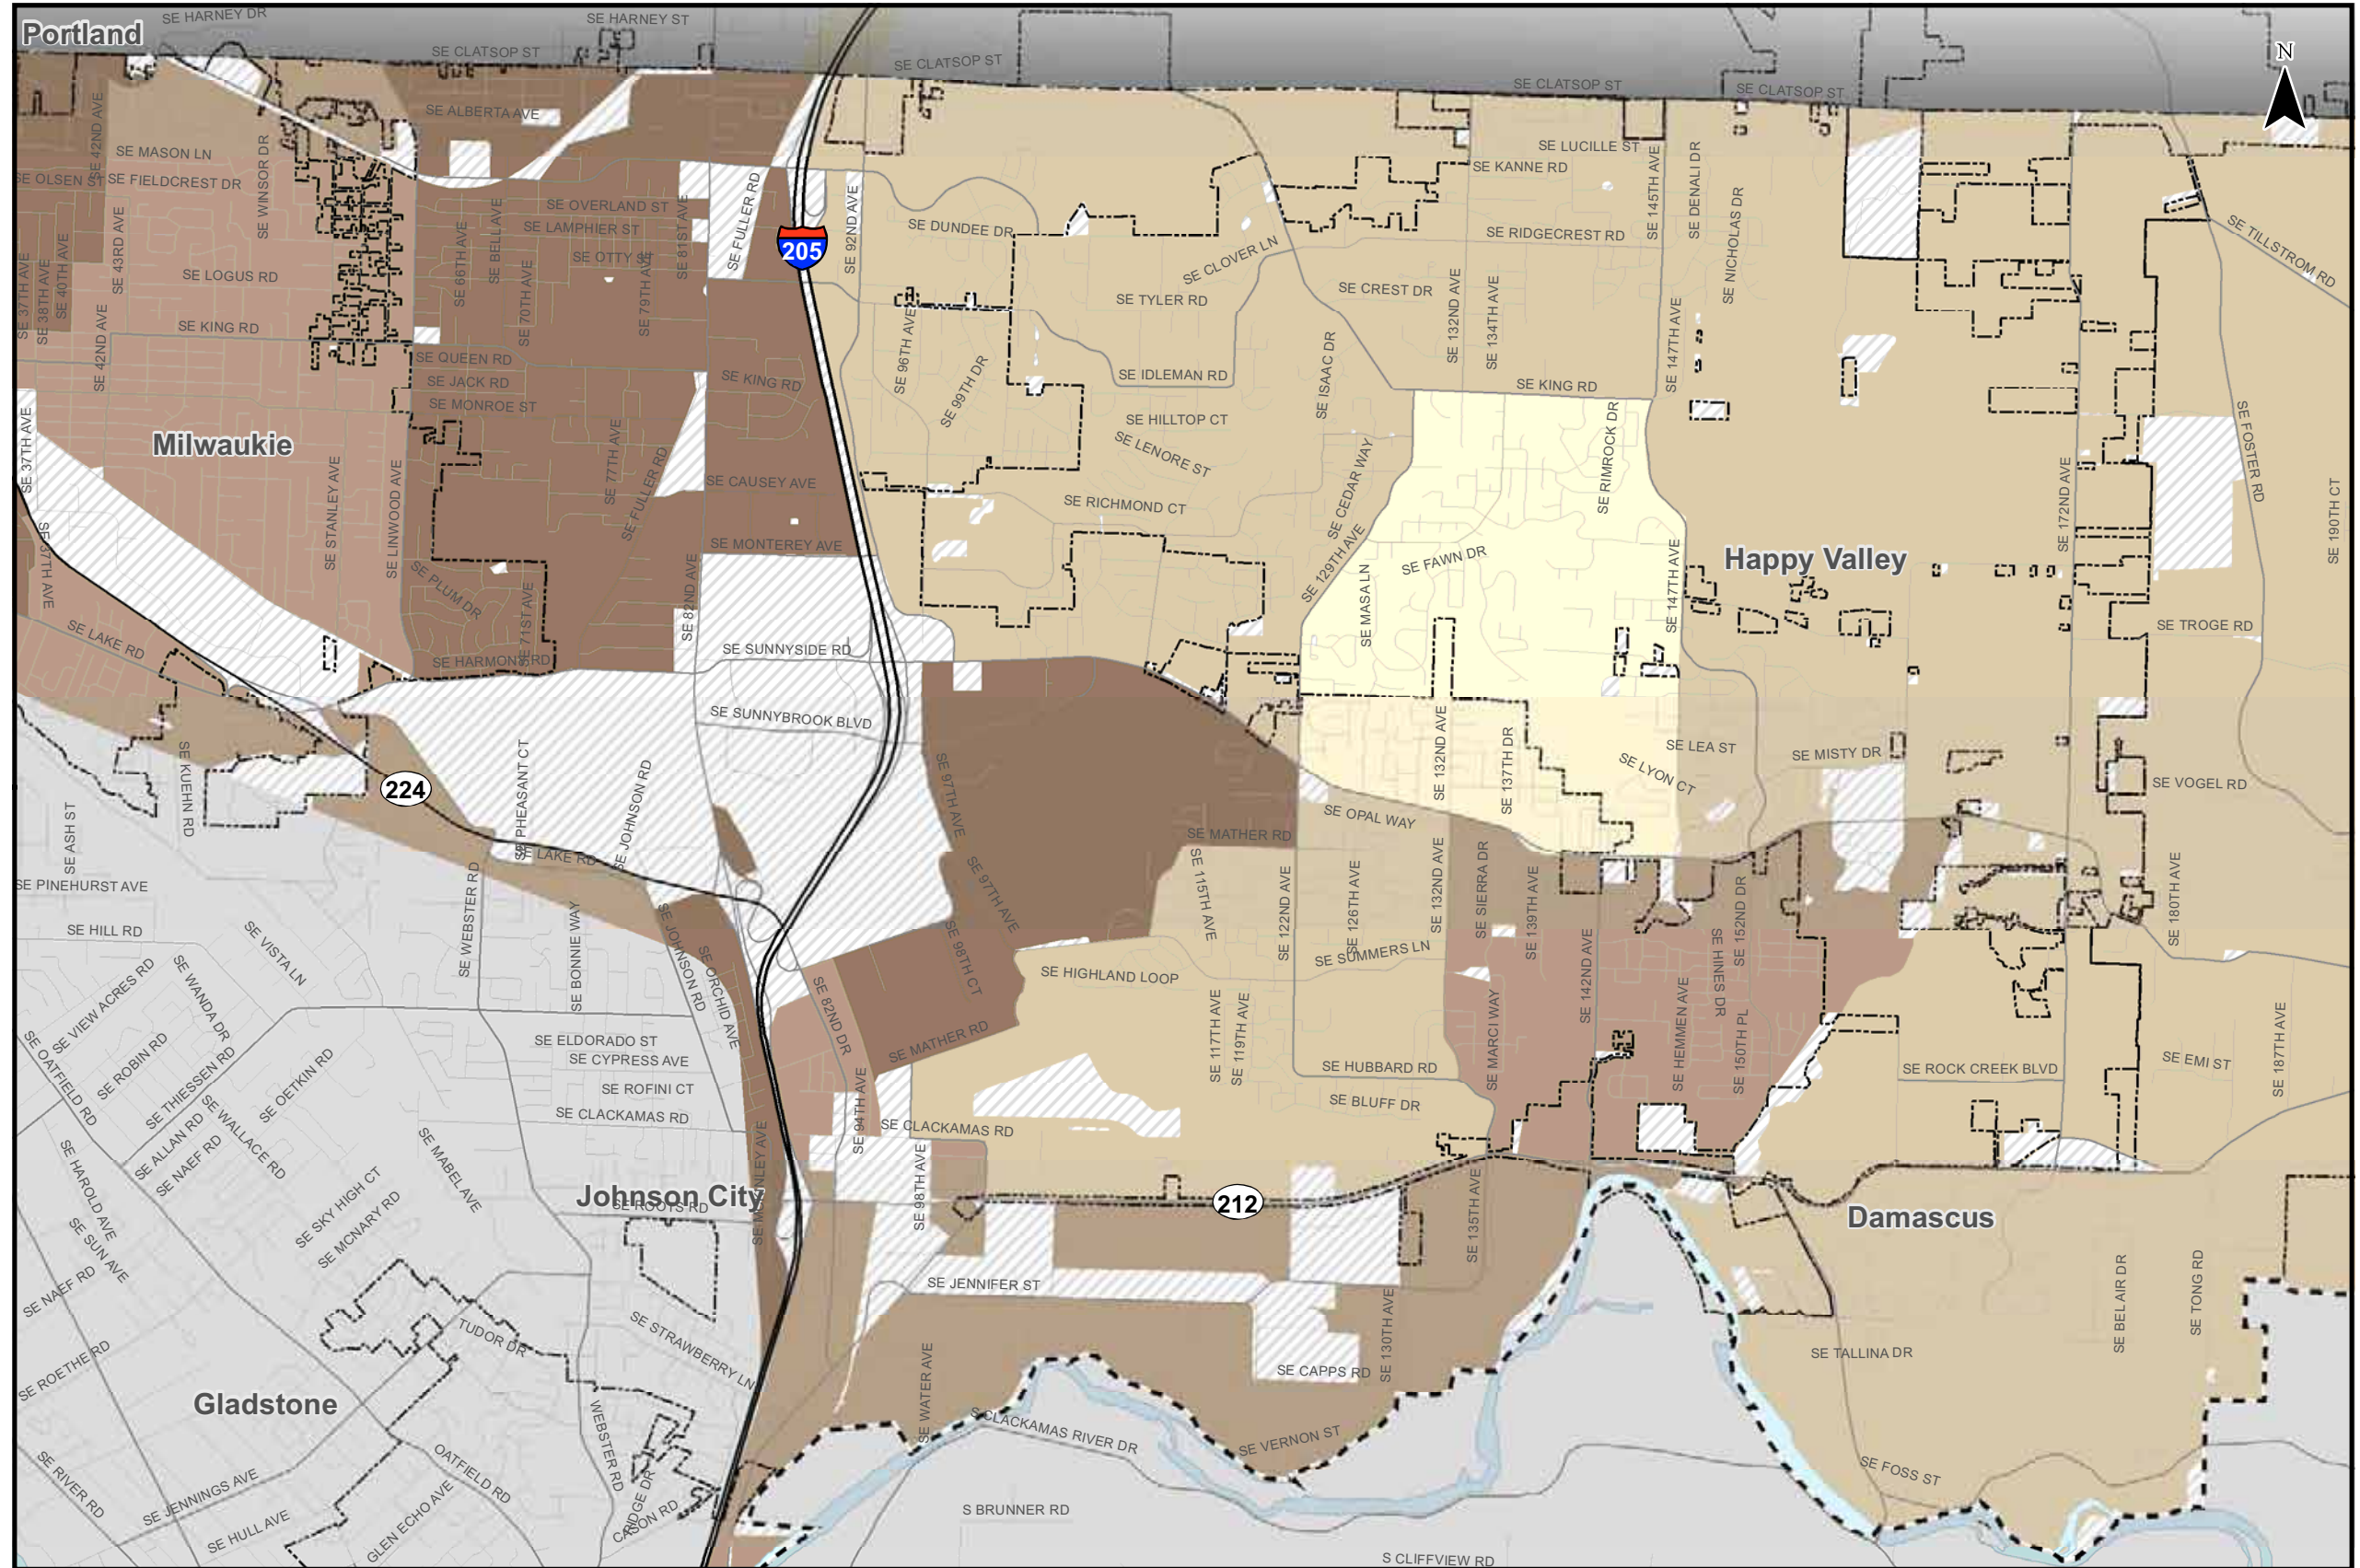 SE HARNEY DR
SE HARNEY ST
Portland
N
SE CLATSOP ST
SE CLATSOP ST
SE CLATSOP ST
SE CLATSOP ST
SE ALBERTA AVE
SE 42ND AVE
SE MASON LN
SE WINSOR DR
SE LUCILLE ST
SE KANNE RD
SE 145TH AVE
SE DENALI DR
SE OLSEN ST
SE FIELDCREST DR
SE OVERLAND ST
SE FULLER RD
SE 92ND AVE
SE 43RD AVE
SE 66TH AVE
SE BELL AVE
SE LAMPHIER ST
SE 81ST AVE
SE DUNDEE DR
SE RIDGECREST RD
SE NICHOLAS DR
SE TILLSTROM RD
205
SE 37TH AVE
SE 38TH AVE
SE 40TH AVE
SE LOGUS RD
SE OTTY ST
SE 70TH AVE
SE 79TH AVE
SE CLOVER LN
SE TYLER RD
SE CREST DR
SE 132ND AVE
SE 134TH AVE
SE 147TH AVE
SE KING RD
SE 42ND AVE
SE QUEEN RD
SE JACK RD
SE MONROE ST
SE KING RD
SE 96TH AVE
SE 99TH DR
SE IDLEMAN RD
SE ISAAC DR
SE KING RD
SE HILLTOP CT
SE LENORE ST
SE RIMROCK DR
SE FOSTER RD
SE 37TH AVE
Milwaukie
SE STANLEY AVE
SE LINWOOD AVE
SE 77TH AVE
SE FULLER RD
SE CAUSEY AVE
SE RICHMOND CT
SE CEDAR WAY
SE 129TH AVE
SE 172ND AVE
SE 190TH CT
SE 37TH AVE
SE MONTEREY AVE
SE FAWN DR
SE MASA LN
SE 147TH AVE
Happy Valley
SE PLUM DR
SE 71ST AVE
SE 82ND AVE
SE LAKE RD
SE HARMONY RD
SE SUNNYSIDE RD
SE TROGE RD
SE SUNNYBROOK BLVD
SE KUEHN RD
SE PHEASANT CT
SE JOHNSON RD
SE 97TH AVE
SE 132ND AVE
SE 137TH DR
SE LEA ST
SE LYON CT
SE MISTY DR
SE VOGEL RD
224
SE ASH ST
SE LAKE RD
SE MATHER RD
SE OPAL WAY
SE PINEHURST AVE
SE WEBSTER RD
SE 97TH AVE
SE 115TH AVE
SE 122ND AVE
SE 126TH AVE
SE 132ND AVE
SE SIERRA DR
SE 139TH AVE
SE 152ND DR
SE 180TH AVE
SE HILL RD
SE VISTA LN
SE BONNIE WAY
SE JOHNSON RD
SE ORCHID AVE
SE 98TH CT
SE SUMMERS LN
SE HIGHLAND LOOP
SE 142ND AVE
SE HINES DR
SE VIEW ACRES RD
SE WANDA DR
SE 82ND DR
SE 117TH AVE
SE 119TH AVE
SE MARCI WAY
SE HEMMEN AVE
SE 150TH PL
SE OATFIELD RD
SE ROBIN RD
SE THIESSEN RD
SE OETKIN RD
SE ELDORADO ST
SE CYPRESS AVE
SE MATHER RD
SE HUBBARD RD
SE ROCK CREEK BLVD
SE EMI ST
SE 187TH AVE
SE ROFINI CT
SE BLUFF DR
SE ALLAN RD
SE NAEF RD
SE WALLACE RD
SE CLACKAMAS RD
SE 94TH AVE
SE CLACKAMAS RD
SE HAROLD AVE
SE SUN AVE
SE SKY HIGH CT
SE MCNARY RD
SE MABEL AVE
Johnson City
SE ROOTS RD
SE MCKINLEY AVE
SE 98TH AVE
212
SE 135TH AVE
Damascus
SE NAEF RD
SE JENNIFER ST
SE BEL AIR DR
SE TONG RD
SE ROETHE RD
TUDOR DR
SE STRAWBERRY LN
SE WATER AVE
SE 130TH AVE
SE CAPPS RD
SE TALLINA DR
Gladstone
WEBSTER RD
S CLACKAMAS RIVER DR
SE VERNON ST
SE RIVER RD
SE JENNINGS AVE
OATFIELD RD
SE FOSS ST
SE HULL AVE
GLEN ECHO AVE
CASON RD
S BRUNNER RD
S CLIFFVIEW RD